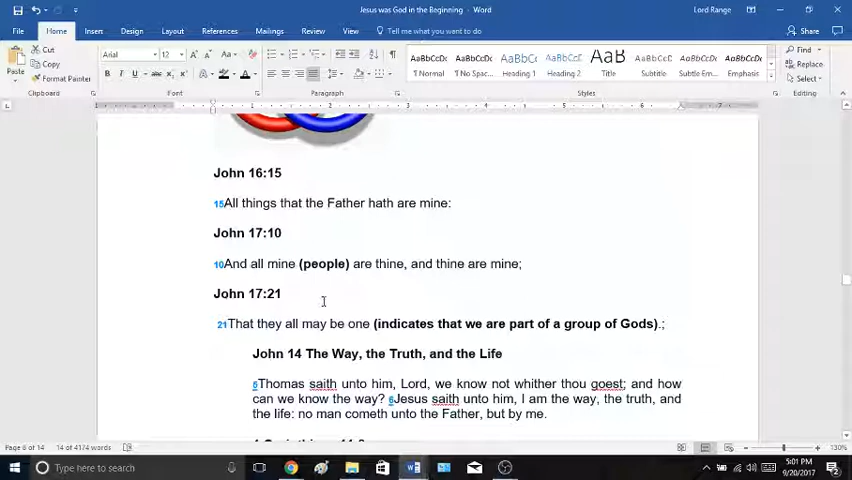 Jesus was God in the Beginning - Word
Lord Range
File Home Insert Design Layout References Mailings Review View Tell me what you want to do Share
Cut
Copy
Format Painter
Paste
Arial 12
Find
Replace
Select
AaBbCcDc AaBbCcDc AaBbCc AaBbCcD AaB AaBbCcD AaBbCcDc AaBbCcDc
¶ Normal ¶ No Spac... Heading 1 Heading 2 Title Subtitle Subtle Em... Emphasis
Clipboard Font Paragraph Styles Editing
John 16:15
15All things that the Father hath are mine:
John 17:10
10And all mine (people) are thine, and thine are mine;
John 17:21
21That they all may be one (indicates that we are part of a group of Gods).;
John 14 The Way, the Truth, and the Life
5Thomas saith unto him, Lord, we know not whither thou goest; and how
can we know the way? 6Jesus saith unto him, I am the way, the truth, and
the life: no man cometh unto the Father, but by me.
Page 6 of 14 14 of 4174 words 130%
Type here to search
5:01 PM
9/20/2017